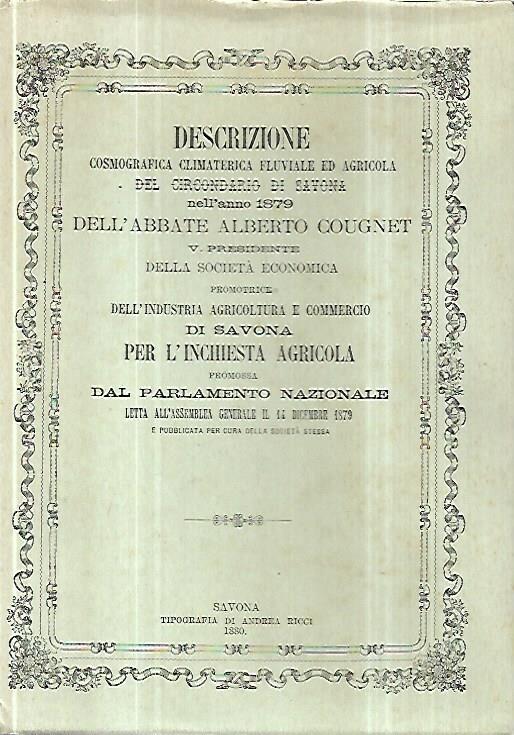 DESCRIZIONE
COSMOGRAFICA CLIMATERICA FLUVIALE ED AGRICOLA
DEL CIRCONDARIO DI SAVONA
nell'anno 1879
DELL'ABBATE ALBERTO COUGNET
V. PRESIDENTE
DELLA SOCIETÀ ECONOMICA
PROMOTRICE
DELL'INDUSTRIA AGRICOLTURA E COMMERCIO
DI SAVONA
PER L'INCHIESTA AGRICOLA
PROMOSSA
DAL PARLAMENTO NAZIONALE
LETTA ALL'ASSEMBLEA GENERALE IL 14 DICEMBRE 1879
E PUBBLICATA PER CURA DELLA SOCIETÀ STESSA
SAVONA
TIPOGRAFIA DI ANDREA RICCI
1880.